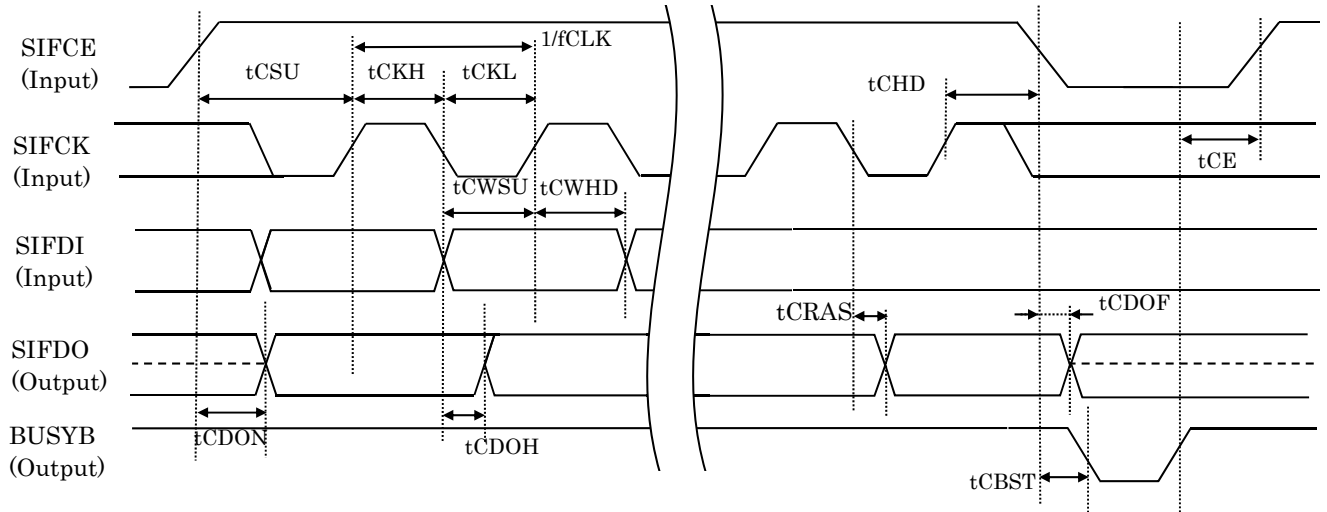 SIFCE
(Input)
1/fCLK
tCSU
tCKH
tCKL
tCHD
SIFCK
(Input)
tCE
tCWSU
tCWHD
SIFDI
(Input)
tCRAS
tCDOF
SIFDO
(Output)
tCDON
tCDOH
BUSYB
(Output)
tCBST